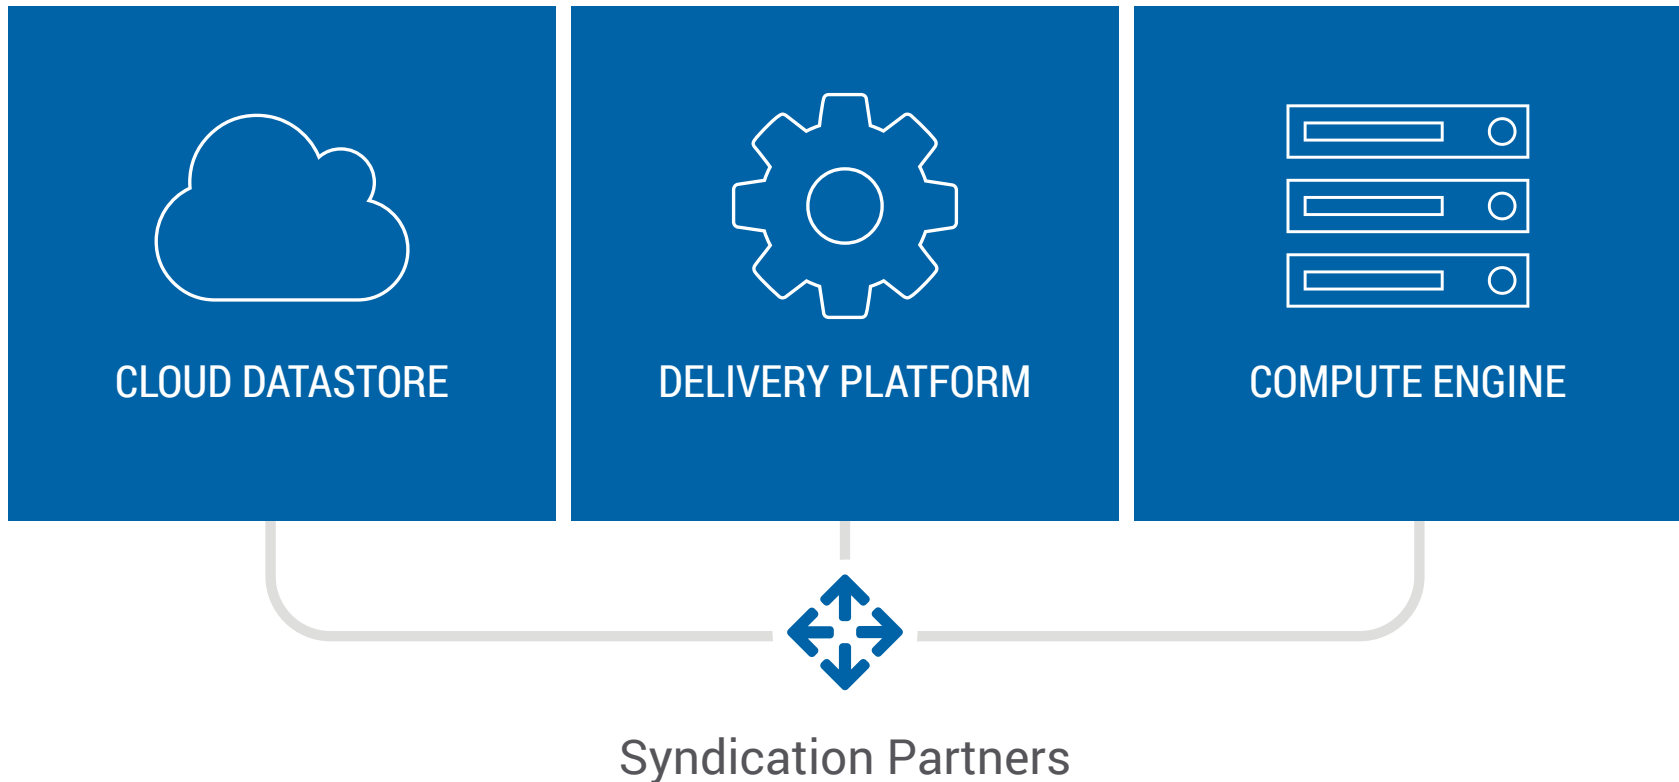 CLOUD DATASTORE
DELIVERY PLATFORM
COMPUTE ENGINE
Syndication Partners